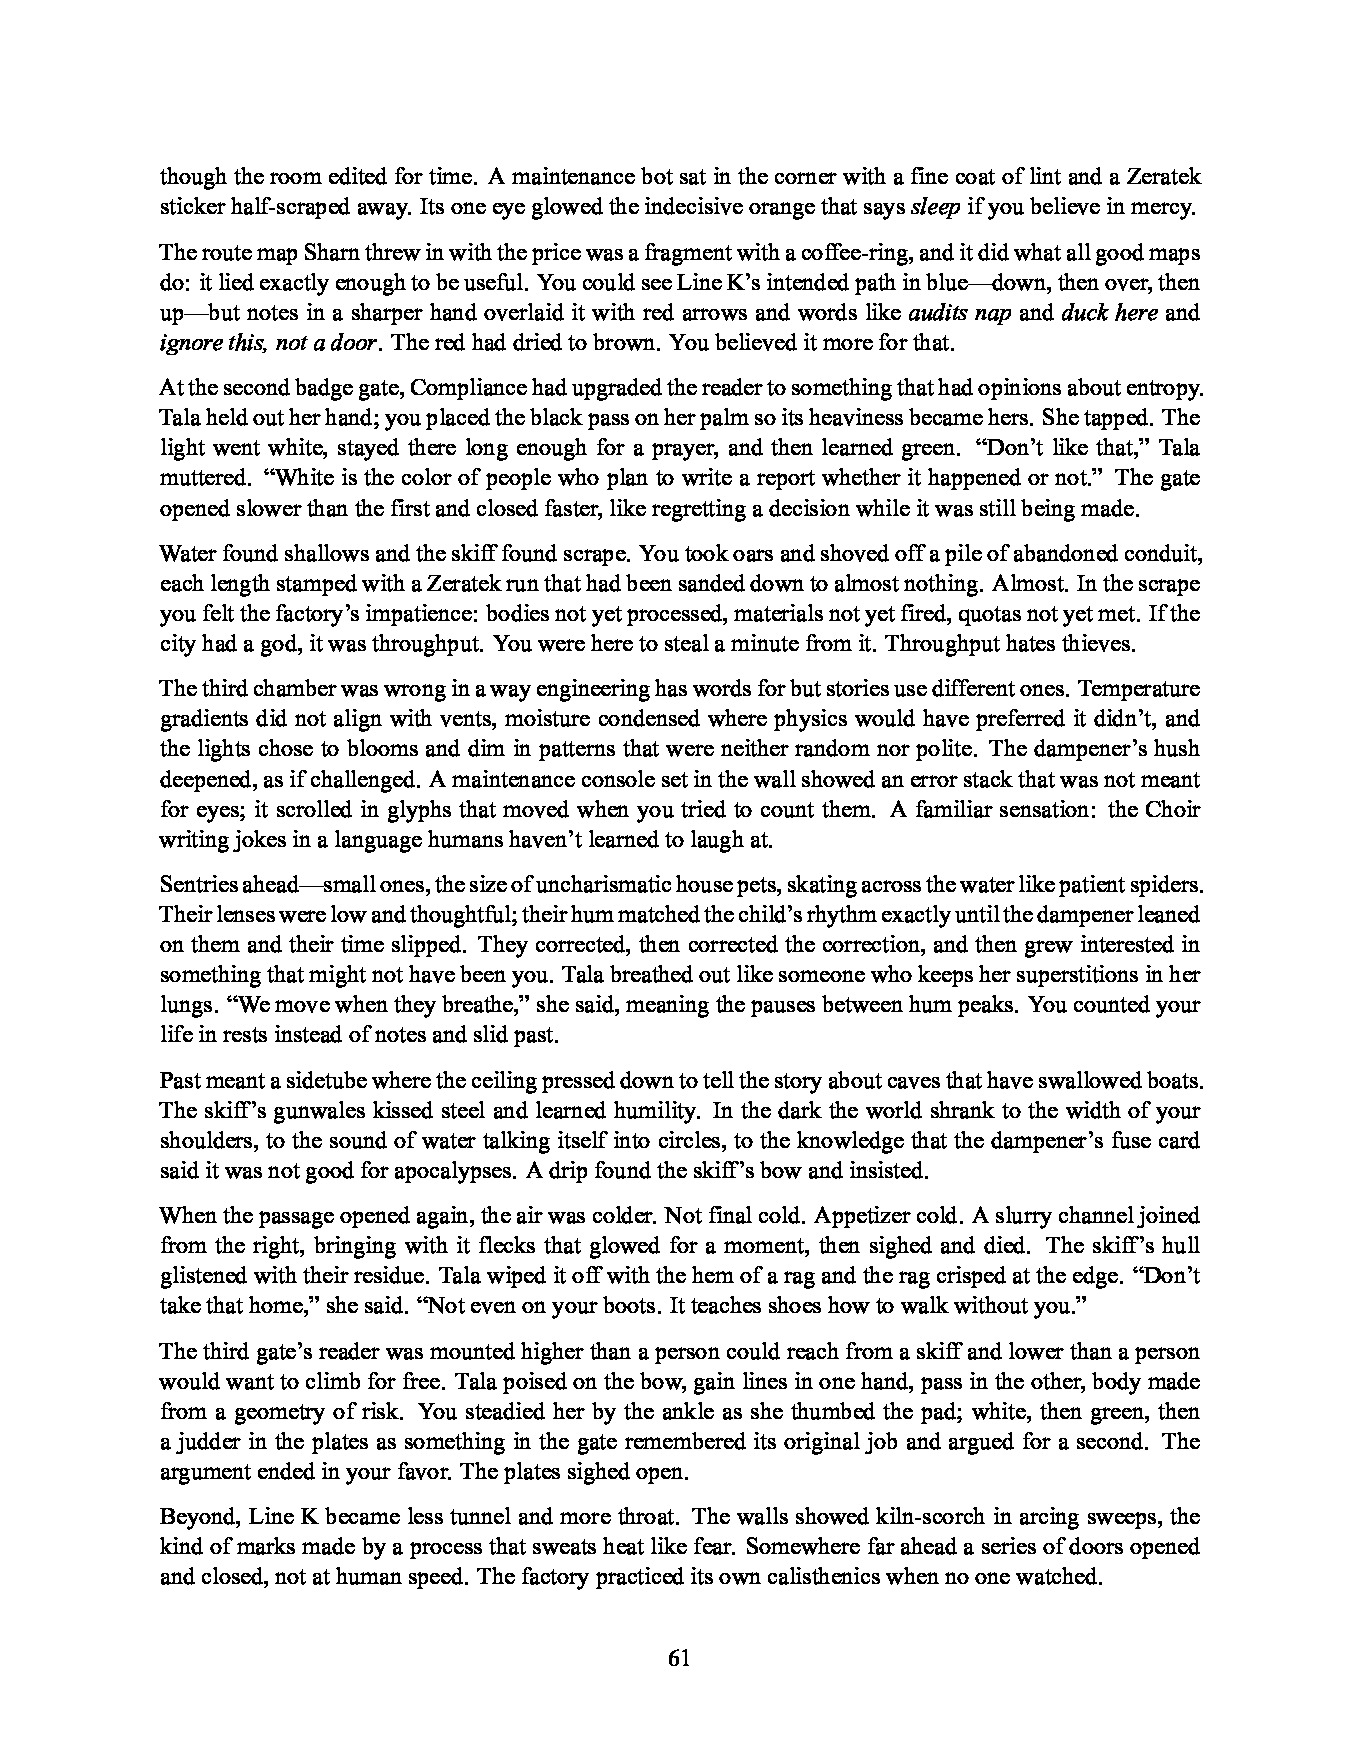 though the room edited for time. A maintenance bot sat in the corner with a fine coat of lint and a Zeratek
sticker half-scraped away. Its one eye glowed the indecisive orange that says sleep if you believe in mercy.
The route map Sharn threw in with the price was a fragment with a coffee-ring, and it did what all good maps
do: it lied exactly enough to be useful. You could see Line K’s intended path in blue—down, then over, then
up—but notes in a sharper hand overlaid it with red arrows and words like audits nap and duck here and
ignore this, not a door. The red had dried to brown. You believed it more for that.
At the second badge gate, Compliance had upgraded the reader to something that had opinions about entropy.
Tala held out her hand; you placed the black pass on her palm so its heaviness became hers. She tapped. The
light went white, stayed there long enough for a prayer, and then learned green. “Don’t like that,” Tala
muttered. “White is the color of people who plan to write a report whether it happened or not.” The gate
opened slower than the first and closed faster, like regretting a decision while it was still being made.
Water found shallows and the skiff found scrape. You took oars and shoved off a pile of abandoned conduit,
each length stamped with a Zeratek run that had been sanded down to almost nothing. Almost. In the scrape
you felt the factory’s impatience: bodies not yet processed, materials not yet fired, quotas not yet met. If the
city had a god, it was throughput. You were here to steal a minute from it. Throughput hates thieves.
The third chamber was wrong in a way engineering has words for but stories use different ones. Temperature
gradients did not align with vents, moisture condensed where physics would have preferred it didn’t, and
the lights chose to blooms and dim in patterns that were neither random nor polite. The dampener’s hush
deepened, as if challenged. A maintenance console set in the wall showed an error stack that was not meant
for eyes; it scrolled in glyphs that moved when you tried to count them. A familiar sensation: the Choir
writing jokes in a language humans haven’t learned to laugh at.
Sentries ahead—small ones, the size of uncharismatic house pets, skating across the water like patient spiders.
Their lenses were low and thoughtful; their hum matched the child’s rhythm exactly until the dampener leaned
on them and their time slipped. They corrected, then corrected the correction, and then grew interested in
something that might not have been you. Tala breathed out like someone who keeps her superstitions in her
lungs. “We move when they breathe,” she said, meaning the pauses between hum peaks. You counted your
life in rests instead of notes and slid past.
Past meant a sidetube where the ceiling pressed down to tell the story about caves that have swallowed boats.
The skiff’s gunwales kissed steel and learned humility. In the dark the world shrank to the width of your
shoulders, to the sound of water talking itself into circles, to the knowledge that the dampener’s fuse card
said it was not good for apocalypses. A drip found the skiff’s bow and insisted.
When the passage opened again, the air was colder. Not final cold. Appetizer cold. A slurry channel joined
from the right, bringing with it flecks that glowed for a moment, then sighed and died. The skiff’s hull
glistened with their residue. Tala wiped it off with the hem of a rag and the rag crisped at the edge. “Don’t
take that home,” she said. “Not even on your boots. It teaches shoes how to walk without you.”
The third gate’s reader was mounted higher than a person could reach from a skiff and lower than a person
would want to climb for free. Tala poised on the bow, gain lines in one hand, pass in the other, body made
from a geometry of risk. You steadied her by the ankle as she thumbed the pad; white, then green, then
a judder in the plates as something in the gate remembered its original job and argued for a second. The
argument ended in your favor. The plates sighed open.
Beyond, Line K became less tunnel and more throat. The walls showed kiln-scorch in arcing sweeps, the
kind of marks made by a process that sweats heat like fear. Somewhere far ahead a series of doors opened
and closed, not at human speed. The factory practiced its own calisthenics when no one watched.
61